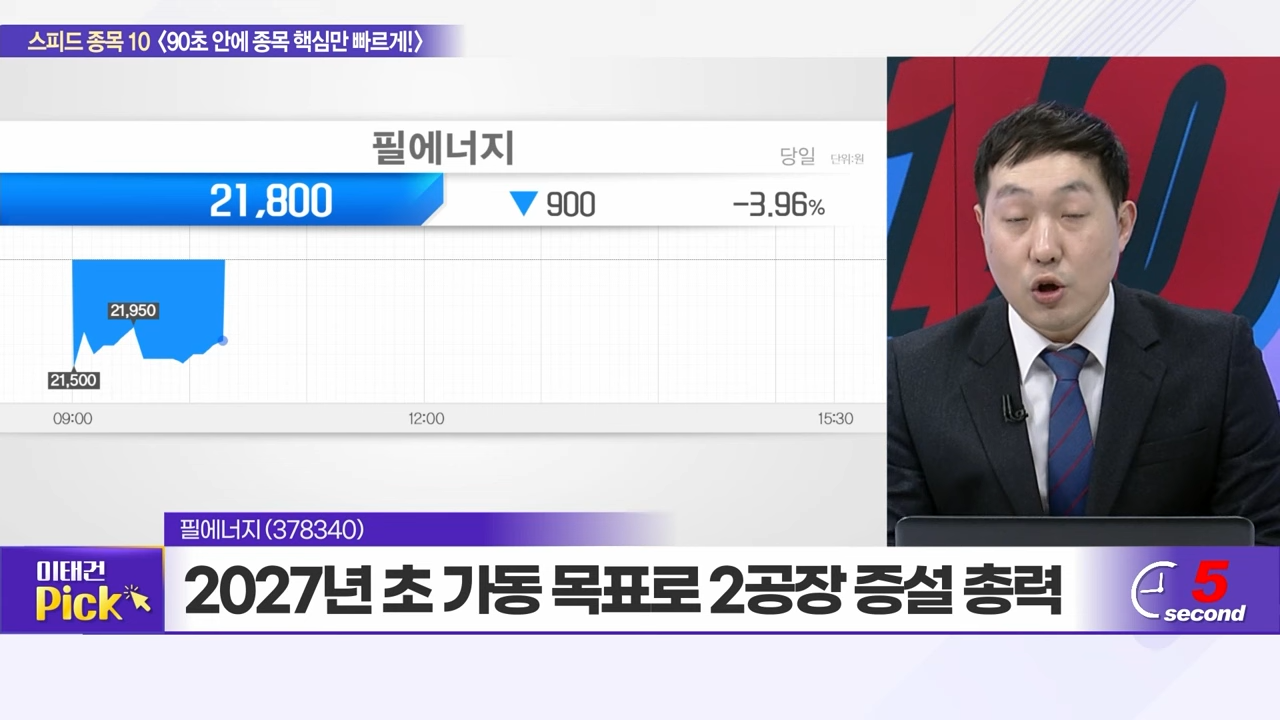 스피드 종목 10 〈90초 안에 종목 핵심만 빠르게!〉
필에너지
당일 단위:원
21,800 ▼ 900 -3.96%
21,950
21,500
09:00 12:00 15:30
필에너지 (378340)
이태건
Pick
2027년 초 가동 목표로 2공장 증설 총력
5
second
10